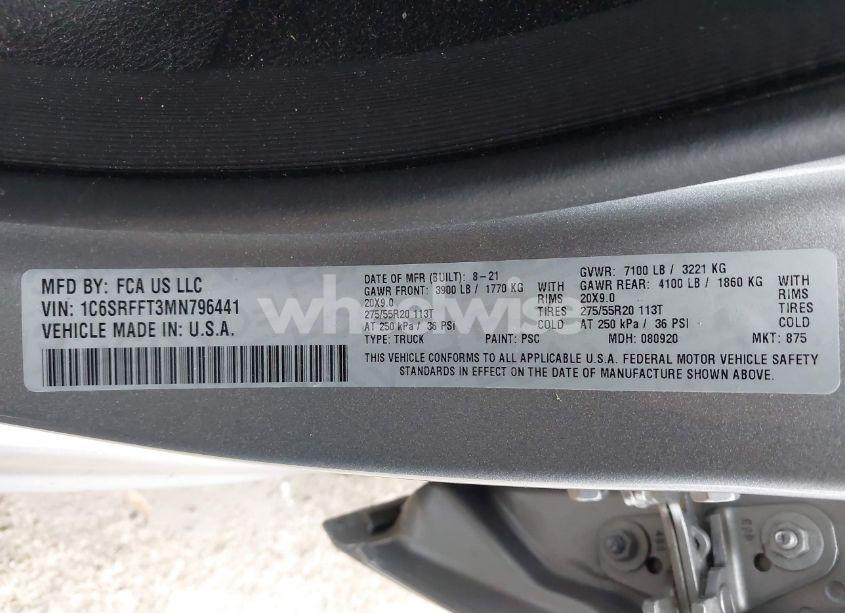 MFD BY: FCA US LLC
VIN: 1C6SRFFT3MN796441
VEHICLE MADE IN: U.S.A.
DATE OF MFR (BUILT): 8-21
GAWR FRONT: 3900 LB / 1770 KG WITH
20X9.0 RIMS
275/55R20 113T TIRES
AT 250 kPa / 36 PSi COLD
TYPE: TRUCK PAINT: PSC
GVWR: 7100 LB / 3221 KG
GAWR REAR: 4100 LB / 1860 KG WITH
20X9.0 RIMS
275/55R20 113T TIRES
AT 250 kPa / 36 PSi COLD
MDH: 080920 MKT: 875
THIS VEHICLE CONFORMS TO ALL APPLICABLE U.S.A. FEDERAL MOTOR VEHICLE SAFETY
STANDARDS IN EFFECT ON THE DATE OF MANUFACTURE SHOWN ABOVE.